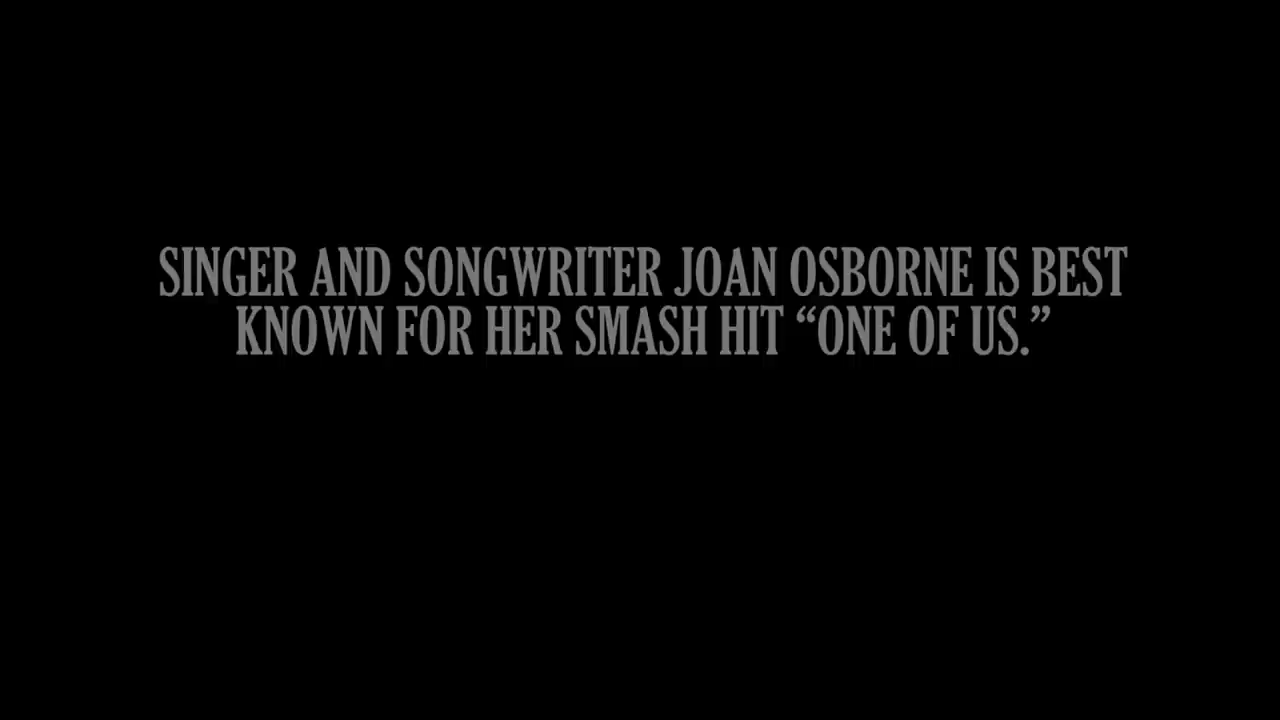 SINGER AND SONGWRITER JOAN OSBORNE IS BEST
KNOWN FOR HER SMASH HIT “ONE OF US.”